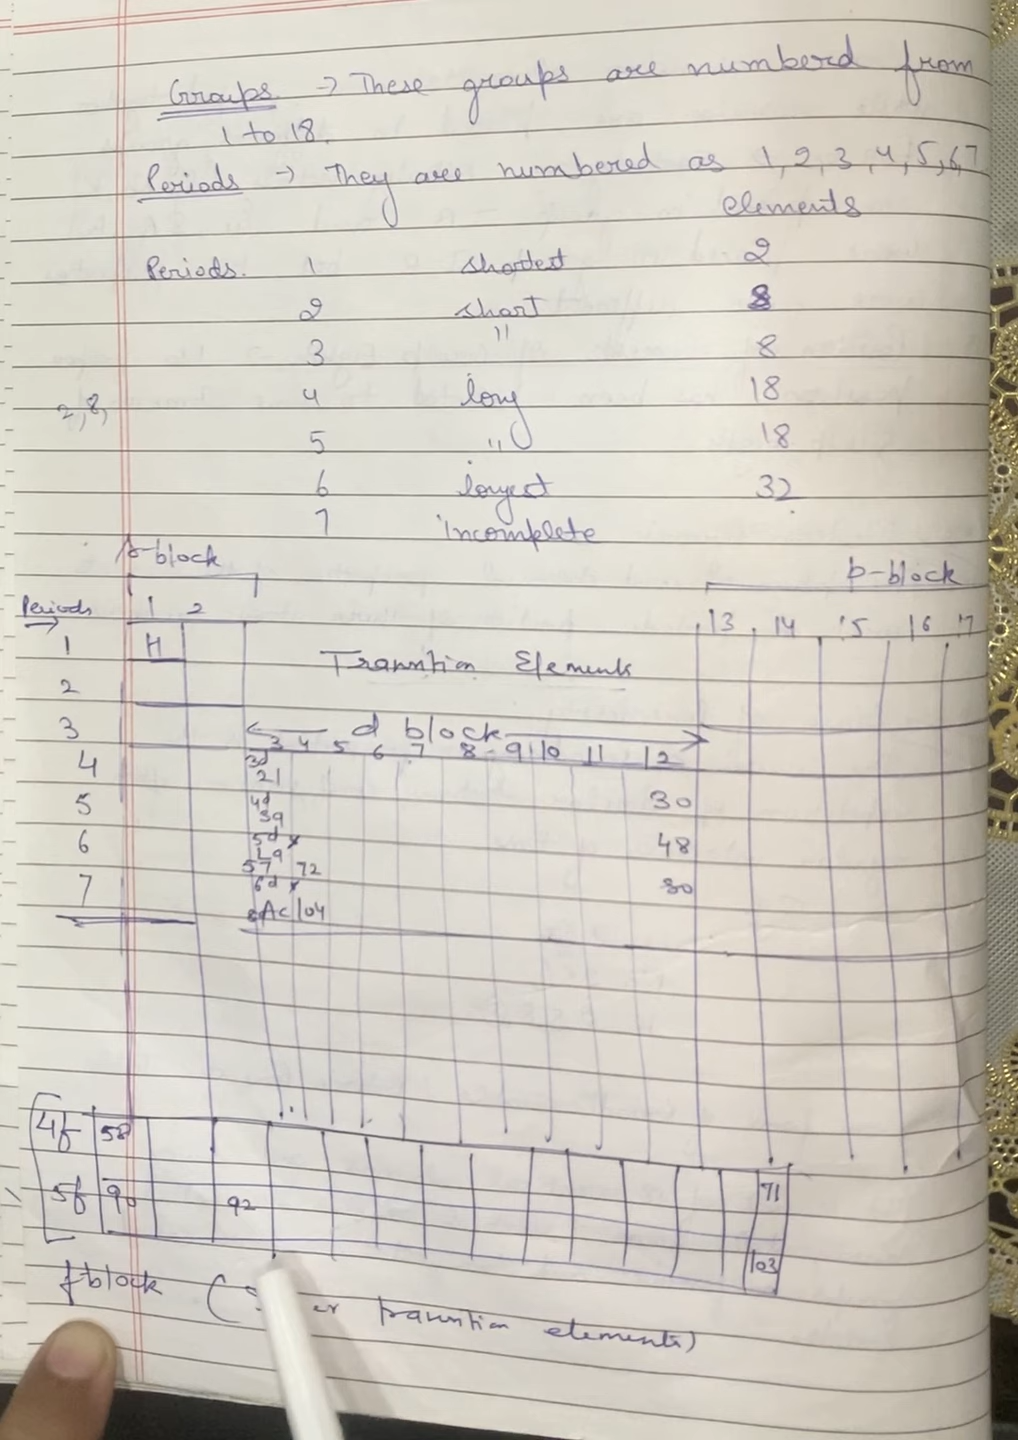 Groups → These groups are numberd from
1 to 18.
Periods → They are numbered as 1, 2, 3, 4, 5, 6, 7
elements
Periods. 1 shortest 2
2 short 8
3 " 8
4 long 18
2, 8,
5 " 18
6 longest 32
7 incomplete
s-block p-block
Periods 1 2 13 14 15 16 17
1 H Transition Elements
2
3 d block
3 4 5 6 7 8 9 10 11 12
4 3d 21 30
5 4d 39 48
6 5d La 57 72 80
7 6d Ac 104
4f 58 71
5f 90 92 103
f-block ( transition elements)